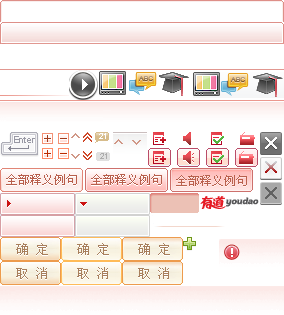 ABC ABC
Enter 21
21
全部释义例句 全部释义例句 全部释义例句
有道 youdao
确 定 确 定 确 定
取 消 取 消 取 消